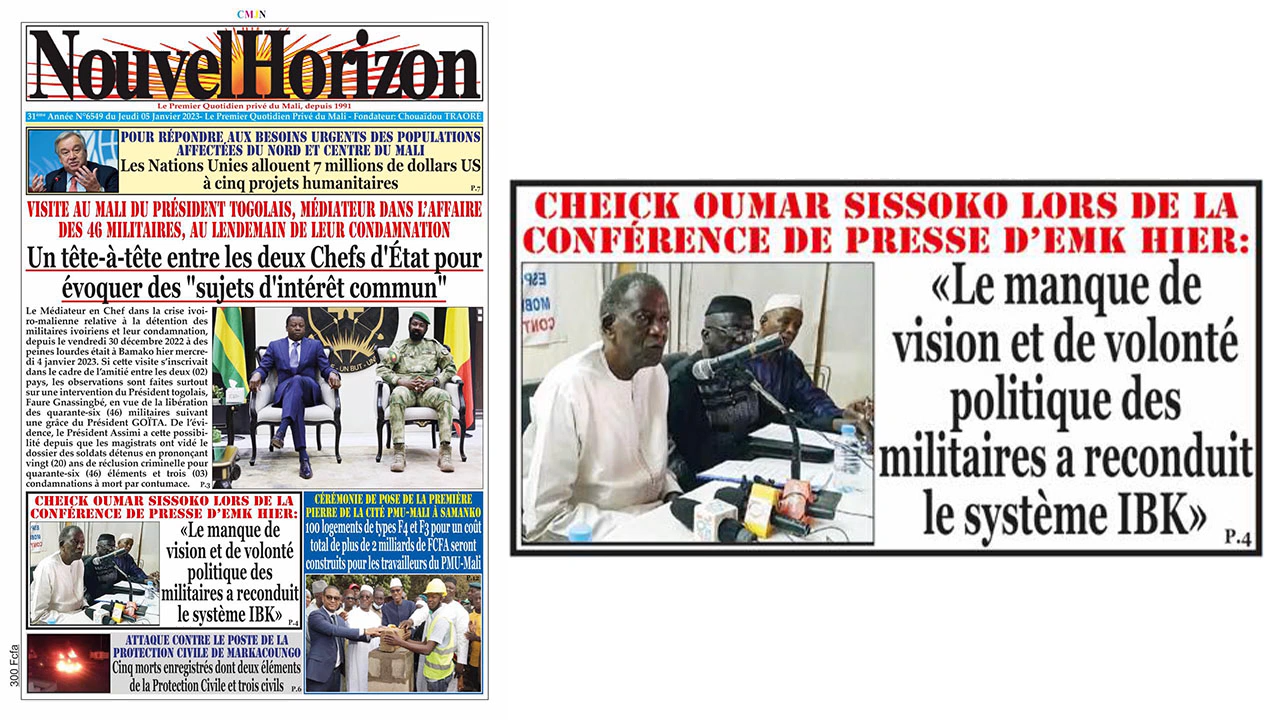 CMJN
Nouvel Horizon
Le Premier Quotidien privé du Mali, depuis 1991
31ème Année N°6549 du Jeudi 05 Janvier 2023- Le Premier Quotidien Privé du Mali - Fondateur: Chouaïdou TRAORE
POUR RÉPONDRE AUX BESOINS URGENTS DES POPULATIONS
AFFECTÉES DU NORD ET CENTRE DU MALI
Les Nations Unies allouent 7 millions de dollars US
à cinq projets humanitaires
P.7
VISITE AU MALI DU PRÉSIDENT TOGOLAIS, MÉDIATEUR DANS L'AFFAIRE
DES 46 MILITAIRES, AU LENDEMAIN DE LEUR CONDAMNATION
Un tête-à-tête entre les deux Chefs d'État pour
évoquer des "sujets d'intérêt commun"
Le Médiateur en Chef dans la crise ivoi-
ro-malienne relative à la détention des
militaires ivoiriens et leur condamnation,
depuis le vendredi 30 décembre 2022 à des
peines lourdes était à Bamako hier mercre-
di 4 janvier 2023. Si cette visite s'inscrivait
dans le cadre de l'amitié entre les deux (02)
pays, les observations sont faites surtout
sur une intervention du Président togolais,
Faure Gnassingbé, en vue de la libération
des quarante-six (46) militaires suivant
une grâce du Président GOÏTA. De l'évi-
dence, le Président Assimi a cette possibi-
lité depuis que les magistrats ont vidé le
dossier des soldats détenus en prononçant
vingt (20) ans de réclusion criminelle pour
quarante-six (46) éléments et trois (03)
condamnations à mort par contumace. P.3
UN BUT - UN
CHEICK OUMAR SISSOKO LORS DE LA
CONFÉRENCE DE PRESSE D'EMK HIER:
«Le manque de
vision et de volonté
politique des
militaires a reconduit
le système IBK»
P.4
CÉRÉMONIE DE POSE DE LA PREMIÈRE
PIERRE DE LA CITÉ PMU-MALI À SAMANKO
100 logements de types F4 et F3 pour un coût
total de plus de 2 milliards de FCFA seront
construits pour les travailleurs du PMU-Mali
ATTAQUE CONTRE LE POSTE DE LA
PROTECTION CIVILE DE MARKACOUNGO
Cinq morts enregistrés dont deux éléments
de la Protection Civile et trois civils P.6
300 Fcfa
CHEICK OUMAR SISSOKO LORS DE LA
CONFÉRENCE DE PRESSE D'EMK HIER:
ESP
MOBI
CONT
«Le manque de
vision et de volonté
politique des
militaires a reconduit
le système IBK»
P.4